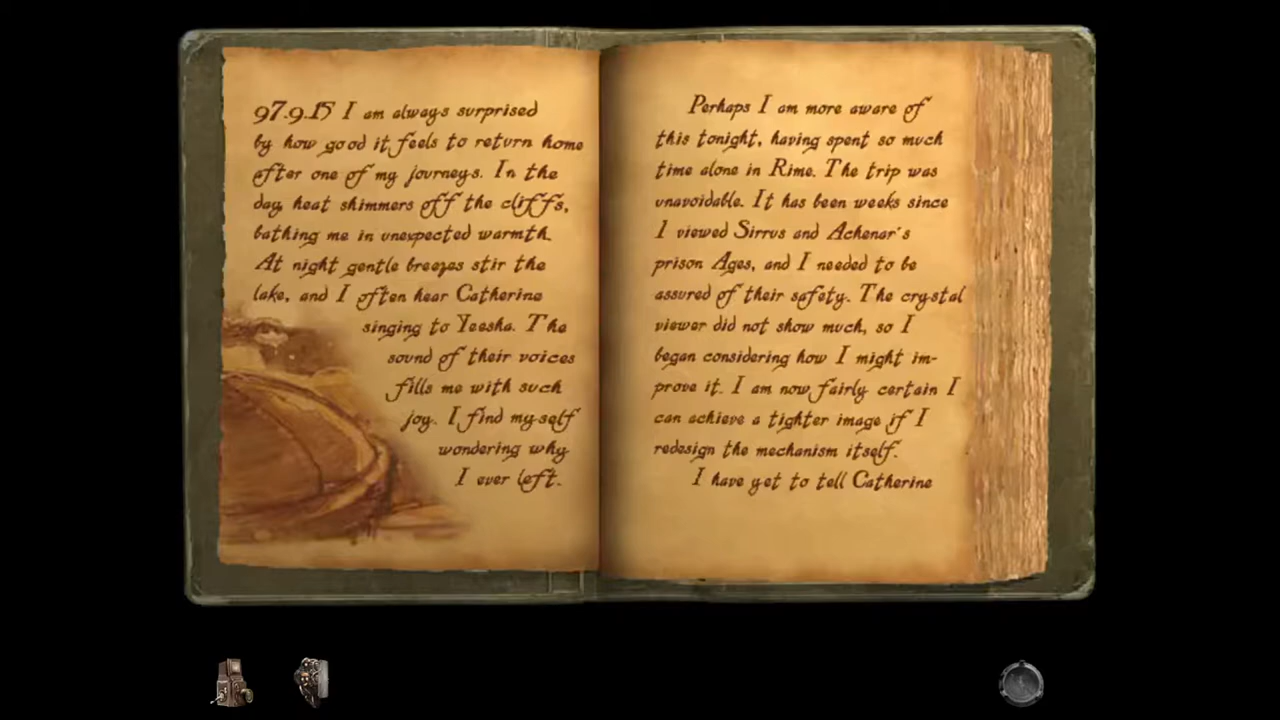 97.9.15 I am always surprised
by how good it feels to return home
after one of my journeys. In the
day, heat shimmers off the cliffs,
bathing me in unexpected warmth.
At night gentle breezes stir the
lake, and I often hear Catherine
singing to Yeesha. The
sound of their voices
fills me with such
joy. I find myself
wondering why
I ever left.
Perhaps I am more aware of
this tonight, having spent so much
time alone in Rime. The trip was
unavoidable. It has been weeks since
I viewed Sirrus and Achenar's
prison Ages, and I needed to be
assured of their safety. The crystal
viewer did not show much, so I
began considering how I might im-
prove it. I am now fairly certain I
can achieve a tighter image if I
redesign the mechanism itself.
I have yet to tell Catherine